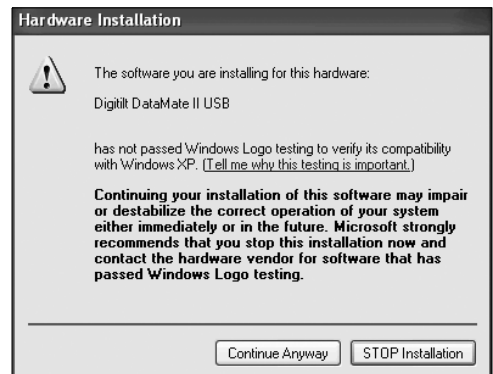 Hardware Installation
The software you are installing for this hardware:
Digitilt DataMate II USB
has not passed Windows Logo testing to verify its compatibility
with Windows XP. (Tell me why this testing is important.)
Continuing your installation of this software may impair
or destabilize the correct operation of your system
either immediately or in the future. Microsoft strongly
recommends that you stop this installation now and
contact the hardware vendor for software that has
passed Windows Logo testing.
Continue Anyway
STOP Installation